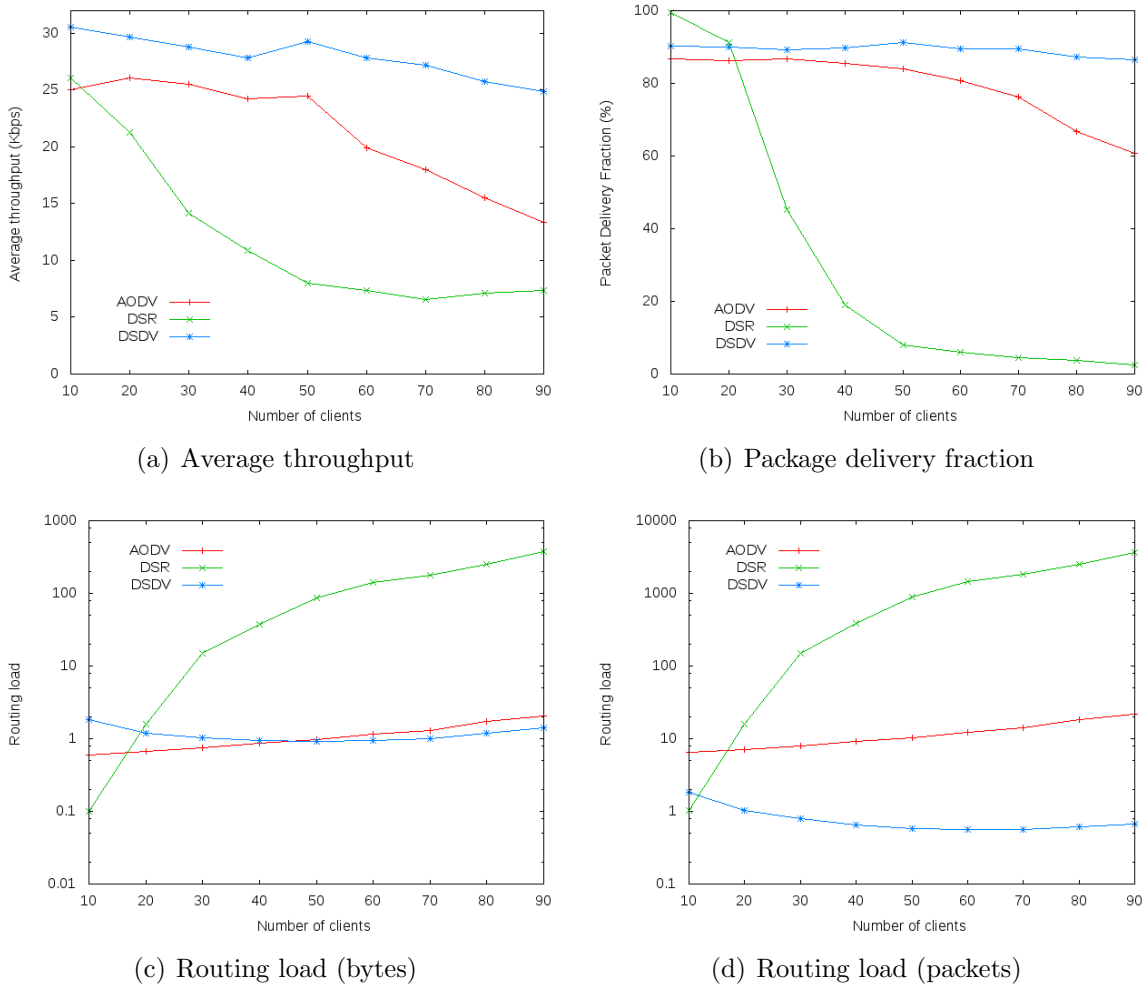 Average throughput (Kbps)
30
25
20
15
10
5
0
AODV
DSR
DSDV
10 20 30 40 50 60 70 80 90
Number of clients
(a) Average throughput
Packet Delivery Fraction (%)
100
80
60
40
20
0
AODV
DSR
DSDV
10 20 30 40 50 60 70 80 90
Number of clients
(b) Package delivery fraction
Routing load
1000
100
10
1
0.1
0.01
AODV
DSR
DSDV
10 20 30 40 50 60 70 80 90
Number of clients
(c) Routing load (bytes)
Routing load
10000
1000
100
10
1
0.1
AODV
DSR
DSDV
10 20 30 40 50 60 70 80 90
Number of clients
(d) Routing load (packets)